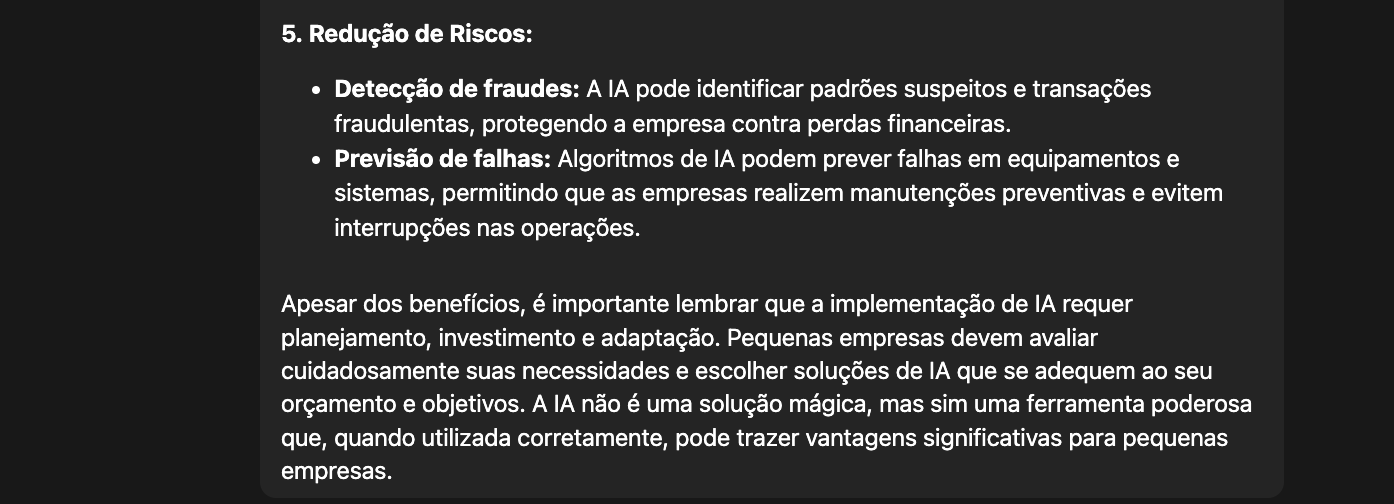 5. Redução de Riscos:
• Detecção de fraudes: A IA pode identificar padrões suspeitos e transações
fraudulentas, protegendo a empresa contra perdas financeiras.
• Previsão de falhas: Algoritmos de IA podem prever falhas em equipamentos e
sistemas, permitindo que as empresas realizem manutenções preventivas e evitem
interrupções nas operações.
Apesar dos benefícios, é importante lembrar que a implementação de IA requer
planejamento, investimento e adaptação. Pequenas empresas devem avaliar
cuidadosamente suas necessidades e escolher soluções de IA que se adequem ao seu
orçamento e objetivos. A IA não é uma solução mágica, mas sim uma ferramenta poderosa
que, quando utilizada corretamente, pode trazer vantagens significativas para pequenas
empresas.